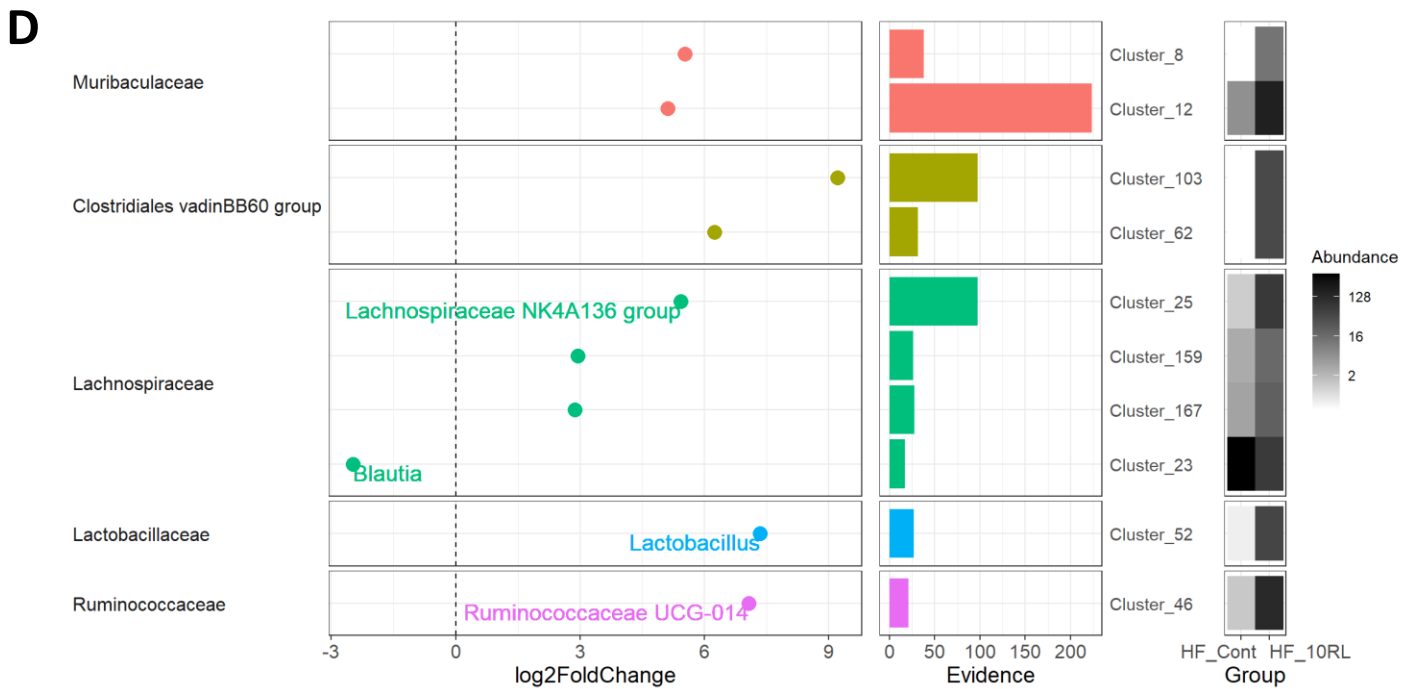 D
Muribaculaceae
Cluster_8
Cluster_12
Clostridiales vadinBB60 group
Cluster_103
Cluster_62
Lachnospiraceae
Lachnospiraceae NK4A136 group
Blautia
Cluster_25
Cluster_159
Cluster_167
Cluster_23
Lactobacillaceae
Lactobacillus
Cluster_52
Ruminococcaceae
Ruminococcaceae UCG-014
Cluster_46
-3 0 3 6 9
log2FoldChange
0 50 100 150 200
Evidence
HF_Cont HF_10RL
Group
Abundance
128
16
2